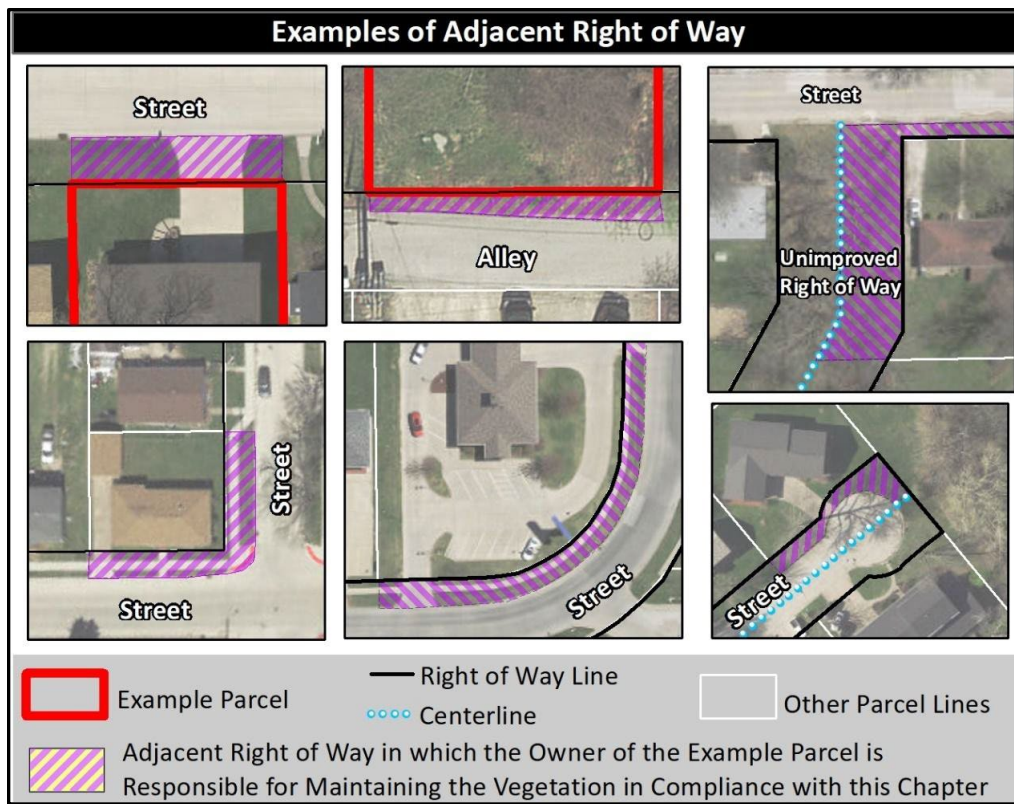 Examples of Adjacent Right of Way
Street
Alley
Street
Unimproved
Right of Way
Street
Street
Street
Street
Example Parcel
Right of Way Line
Centerline
Other Parcel Lines
Adjacent Right of Way in which the Owner of the Example Parcel is
Responsible for Maintaining the Vegetation in Compliance with this Chapter